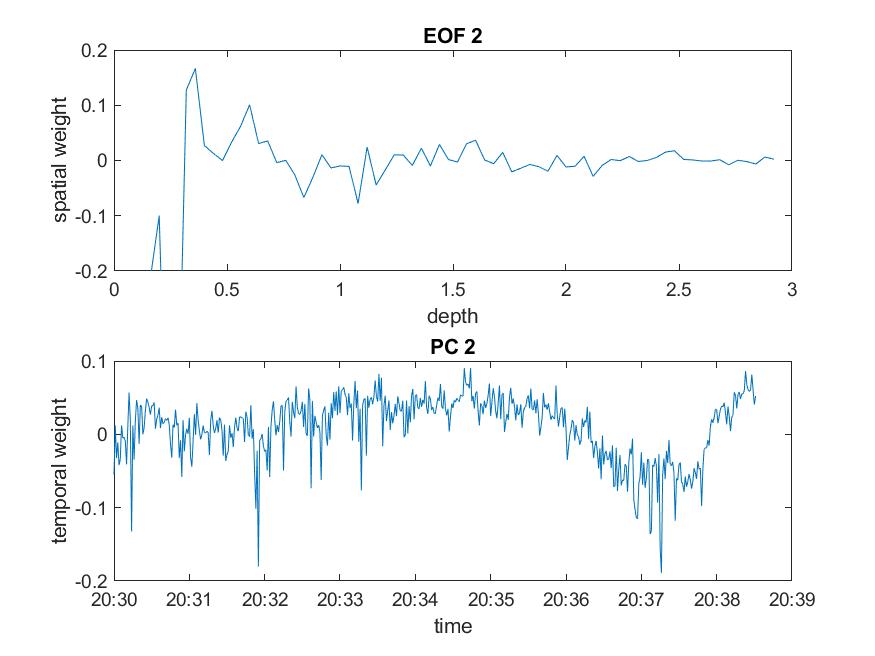 EOF 2
0.2
0.1
0
-0.1
-0.2
spatial weight
0 0.5 1 1.5 2 2.5 3
depth
PC 2
0.1
0
-0.1
-0.2
temporal weight
20:30 20:31 20:32 20:33 20:34 20:35 20:36 20:37 20:38 20:39
time